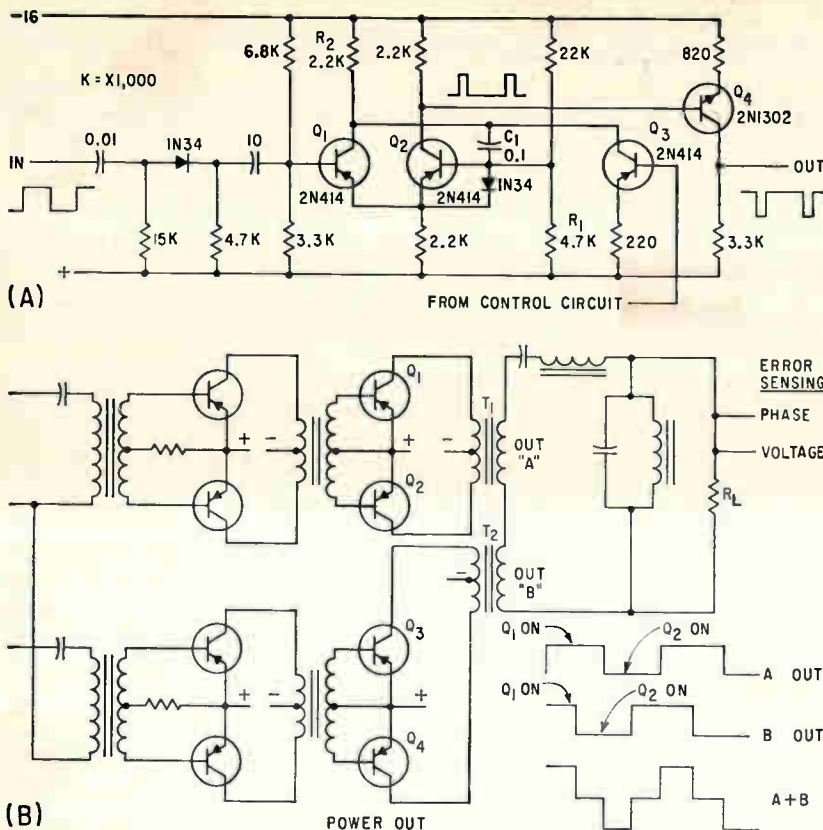 -16
6.8K
R2
2.2K
2.2K
22K
820
K = X1,000
Q1
Q2
C1
0.1
Q3
2N414
Q4
2N1302
0.01
1N34
10
IN
2N414
2N414
1N34
OUT
15K
4.7K
3.3K
2.2K
R1
4.7K
220
3.3K
+
(A)
FROM CONTROL CIRCUIT
Q1
+
-
+
-
T1
OUT
"A"
ERROR
SENSING
PHASE
VOLTAGE
RL
Q2
T2
-
OUT
"B"
Q3
+
-
+
Q4
Q1 ON
Q2 ON
A OUT
Q1 ON
Q2 ON
B OUT
A+B
(B)
POWER OUT